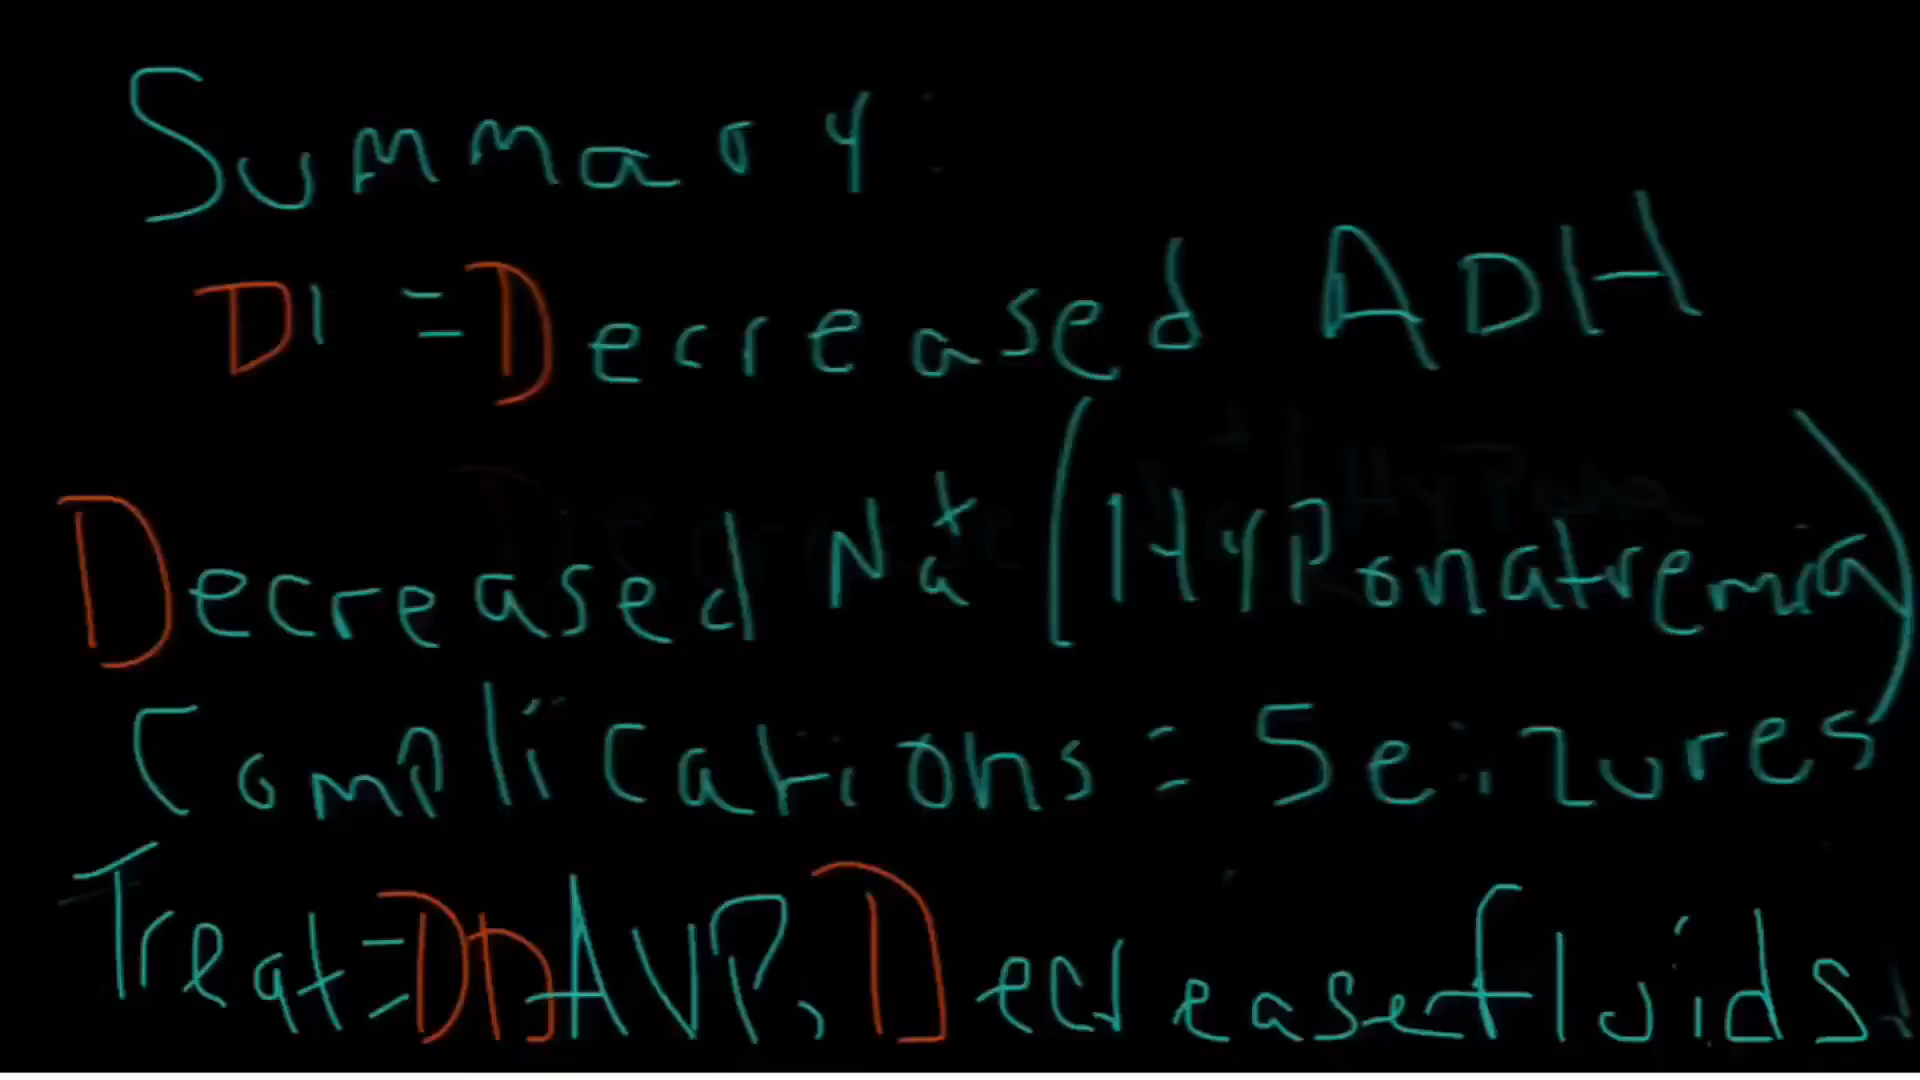 Summary:
DI = Decreased ADH
Decreased Na+ (Hyponatremia)
Complications = Seizures
Treat = DDAVP, Decrease fluids